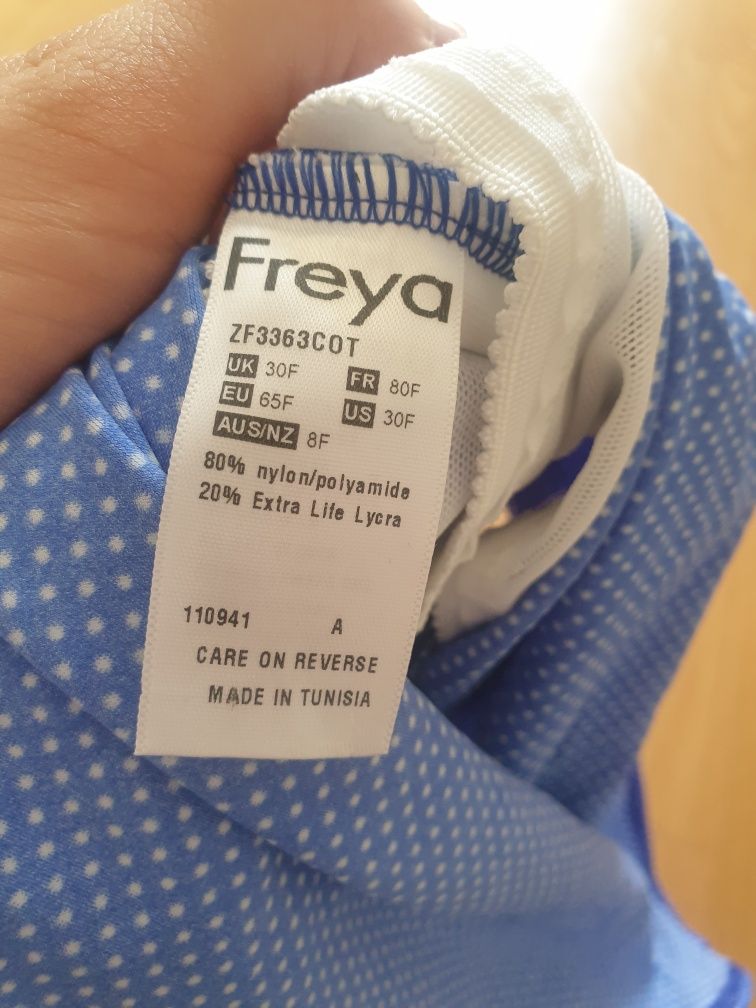 Freya
ZF3363COT
UK 30F FR 80F
EU 65F US 30F
AUS/NZ 8F
80% nylon/polyamide
20% Extra Life Lycra
110941 A
CARE ON REVERSE
MADE IN TUNISIA